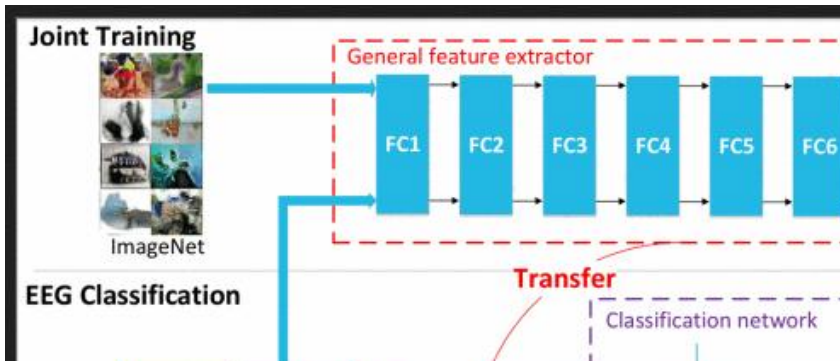 Joint Training
General feature extractor
FC1 FC2 FC3 FC4 FC5 FC6
ImageNet
Transfer
EEG Classification
Classification network